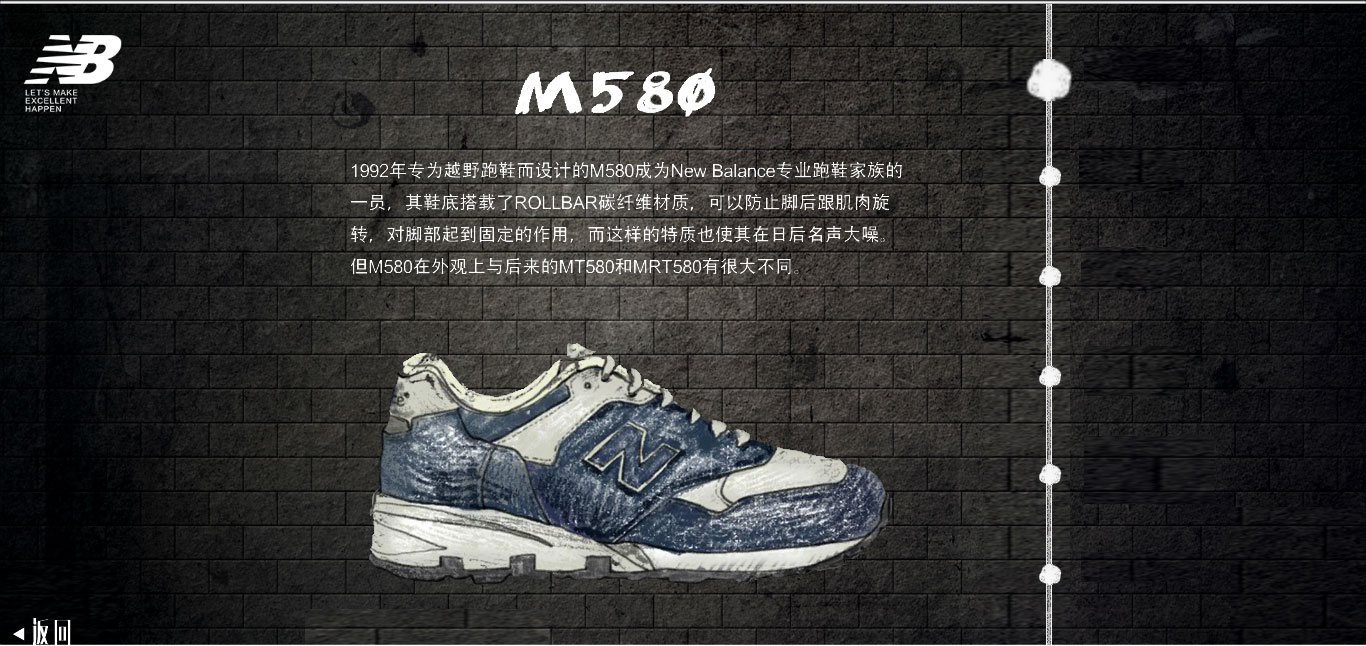 NB
LET'S MAKE
EXCELLENT
HAPPEN
M580
1992年专为越野跑鞋而设计的M580成为New Balance专业跑鞋家族的
一员，其鞋底搭载了ROLLBAR碳纤维材质，可以防止脚后跟肌肉旋
转，对脚部起到固定的作用，而这样的特质也使其在日后名声大噪。
但M580在外观上与后来的MT580和MRT580有很大不同。
N
返回